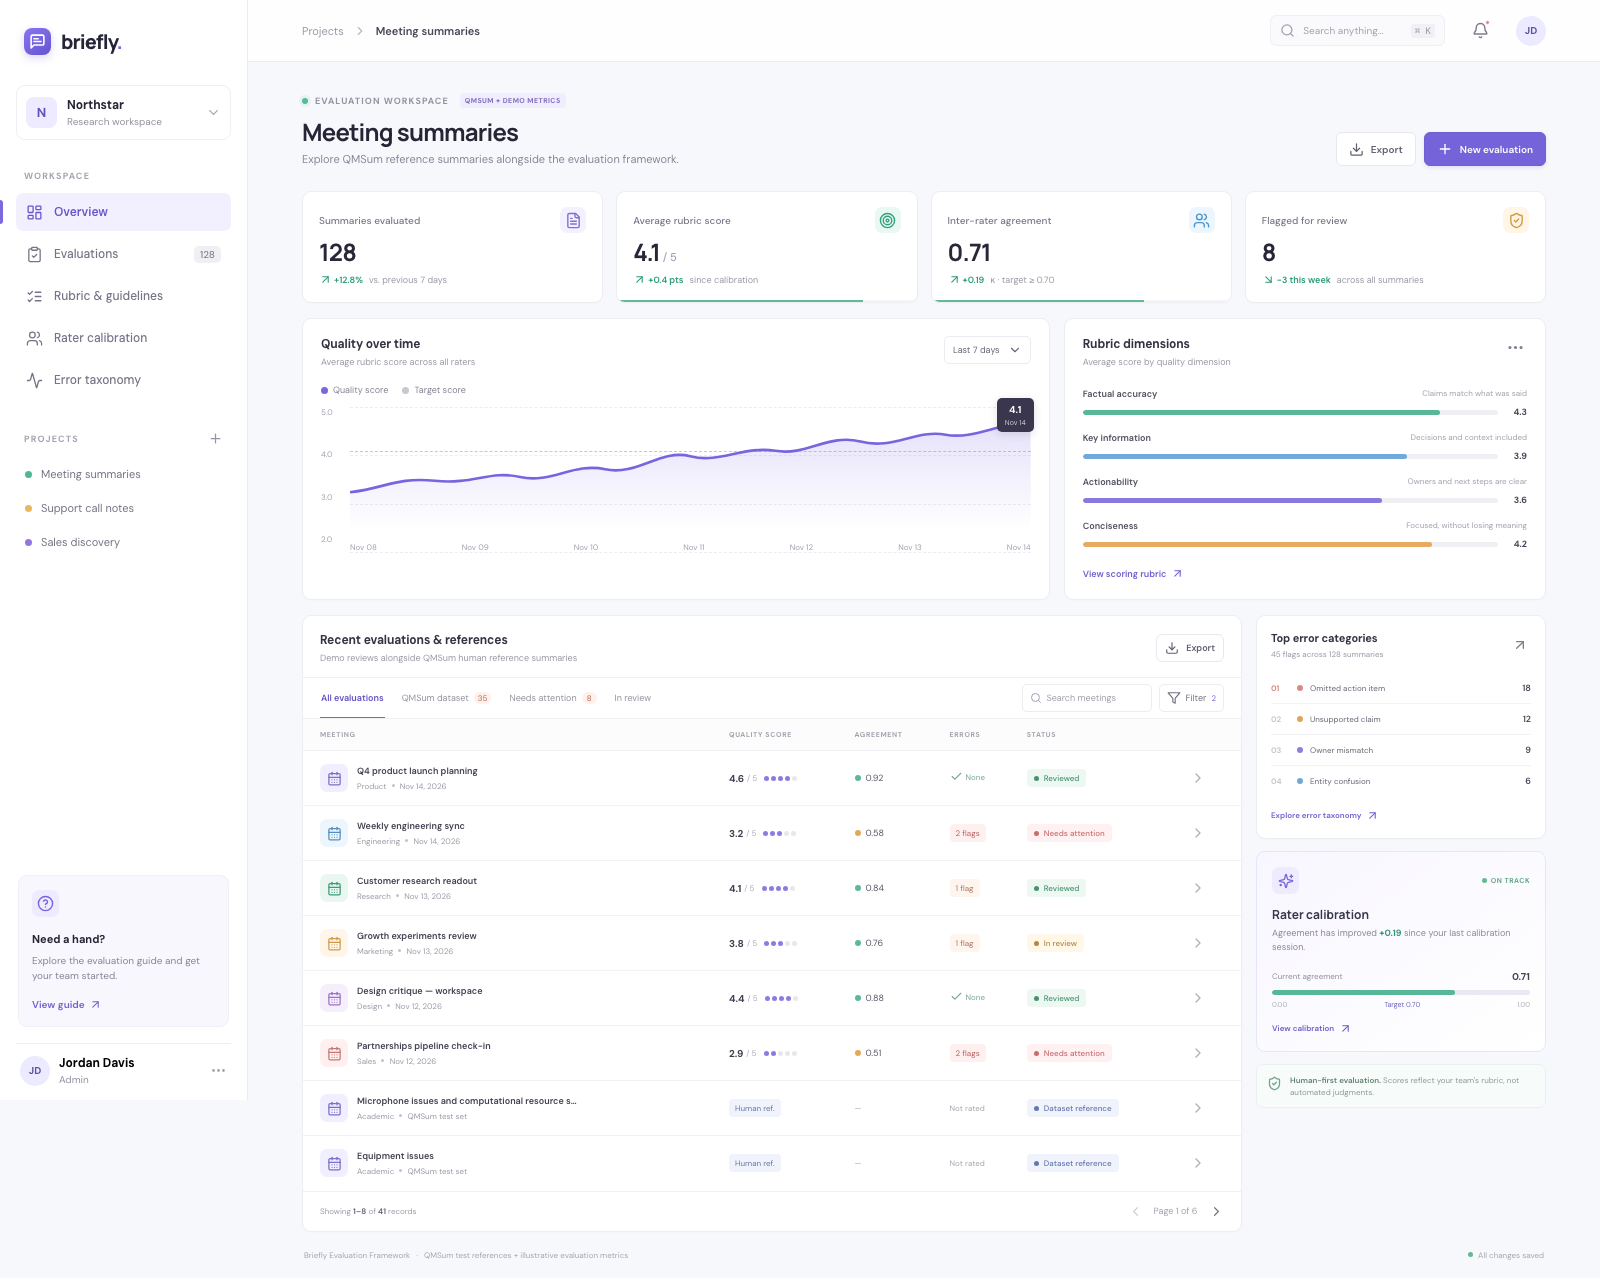 briefly.
N
Northstar
Research workspace
WORKSPACE
Overview
Evaluations 128
Rubric & guidelines
Rater calibration
Error taxonomy
PROJECTS
Meeting summaries
Support call notes
Sales discovery
Need a hand?
Explore the evaluation guide and get
your team started.
View guide
JD
Jordan Davis
Admin
Projects Meeting summaries
Search anything... ⌘ K
JD
EVALUATION WORKSPACE QMSUM + DEMO METRICS
Meeting summaries
Explore QMSum reference summaries alongside the evaluation framework.
Export
New evaluation
Summaries evaluated
128
+12.8% vs. previous 7 days
Average rubric score
4.1 / 5
+0.4 pts since calibration
Inter-rater agreement
0.71
+0.19 κ · target ≥ 0.70
Flagged for review
8
−3 this week across all summaries
Quality over time
Average rubric score across all raters
Last 7 days
Quality score Target score
5.0
4.0
3.0
2.0
4.1
Nov 14
Nov 08 Nov 09 Nov 10 Nov 11 Nov 12 Nov 13 Nov 14
Rubric dimensions
Average score by quality dimension
Factual accuracy Claims match what was said
4.3
Key information Decisions and context included
3.9
Actionability Owners and next steps are clear
3.6
Conciseness Focused, without losing meaning
4.2
View scoring rubric
Recent evaluations & references
Demo reviews alongside QMSum human reference summaries
Export
All evaluations QMSum dataset 35 Needs attention 8 In review
Search meetings
Filter 2
MEETING QUALITY SCORE AGREEMENT ERRORS STATUS
Q4 product launch planning
Product • Nov 14, 2026
4.6 / 5 0.92 None Reviewed
Weekly engineering sync
Engineering • Nov 14, 2026
3.2 / 5 0.58 2 flags Needs attention
Customer research readout
Research • Nov 13, 2026
4.1 / 5 0.84 1 flag Reviewed
Growth experiments review
Marketing • Nov 13, 2026
3.8 / 5 0.76 1 flag In review
Design critique — workspace
Design • Nov 12, 2026
4.4 / 5 0.88 None Reviewed
Partnerships pipeline check-in
Sales • Nov 12, 2026
2.9 / 5 0.51 2 flags Needs attention
Microphone issues and computational resource s...
Academic • QMSum test set
Human ref. — Not rated Dataset reference
Equipment issues
Academic • QMSum test set
Human ref. — Not rated Dataset reference
Showing 1–8 of 41 records
Page 1 of 6
Top error categories
45 flags across 128 summaries
01 Omitted action item 18
02 Unsupported claim 12
03 Owner mismatch 9
04 Entity confusion 6
Explore error taxonomy
ON TRACK
Rater calibration
Agreement has improved +0.19 since your last calibration
session.
Current agreement 0.71
0.00 Target 0.70 1.00
View calibration
Human-first evaluation. Scores reflect your team's rubric, not
automated judgments.
Briefly Evaluation Framework · QMSum test references + illustrative evaluation metrics
All changes saved